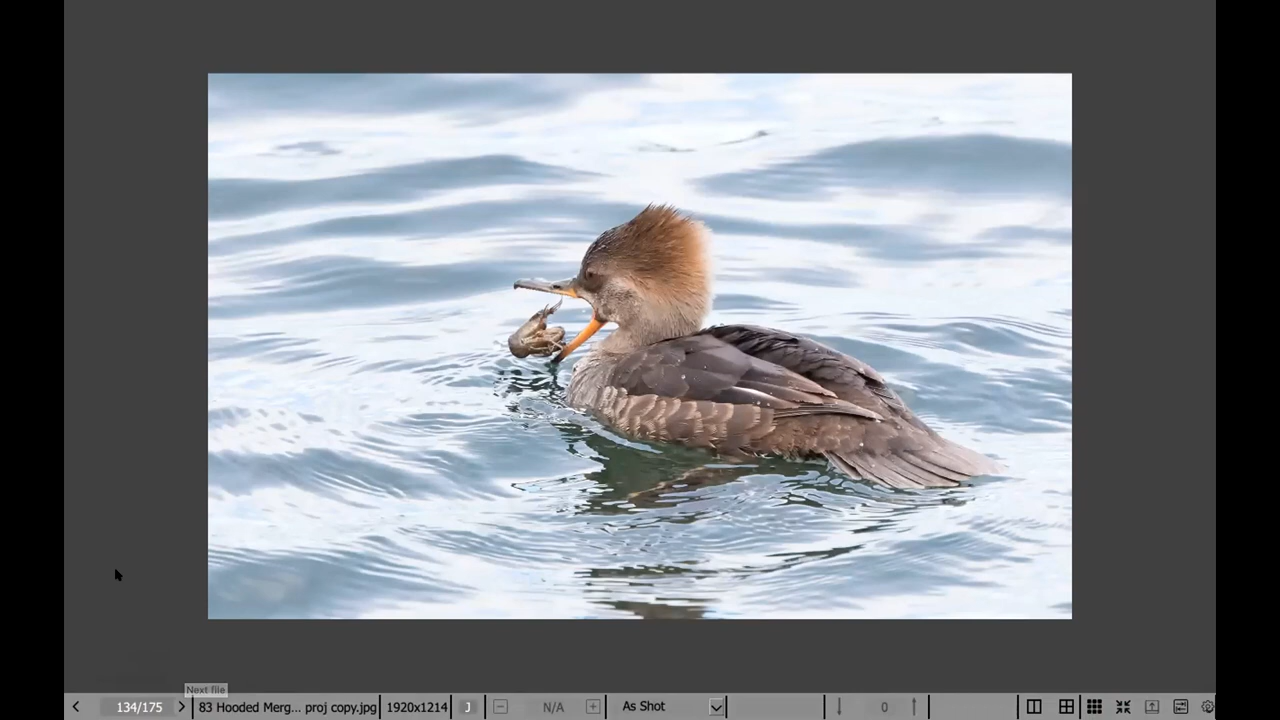 Next file
134/175
83 Hooded Merg... proj copy.jpg
1920x1214
J
N/A
As Shot
0